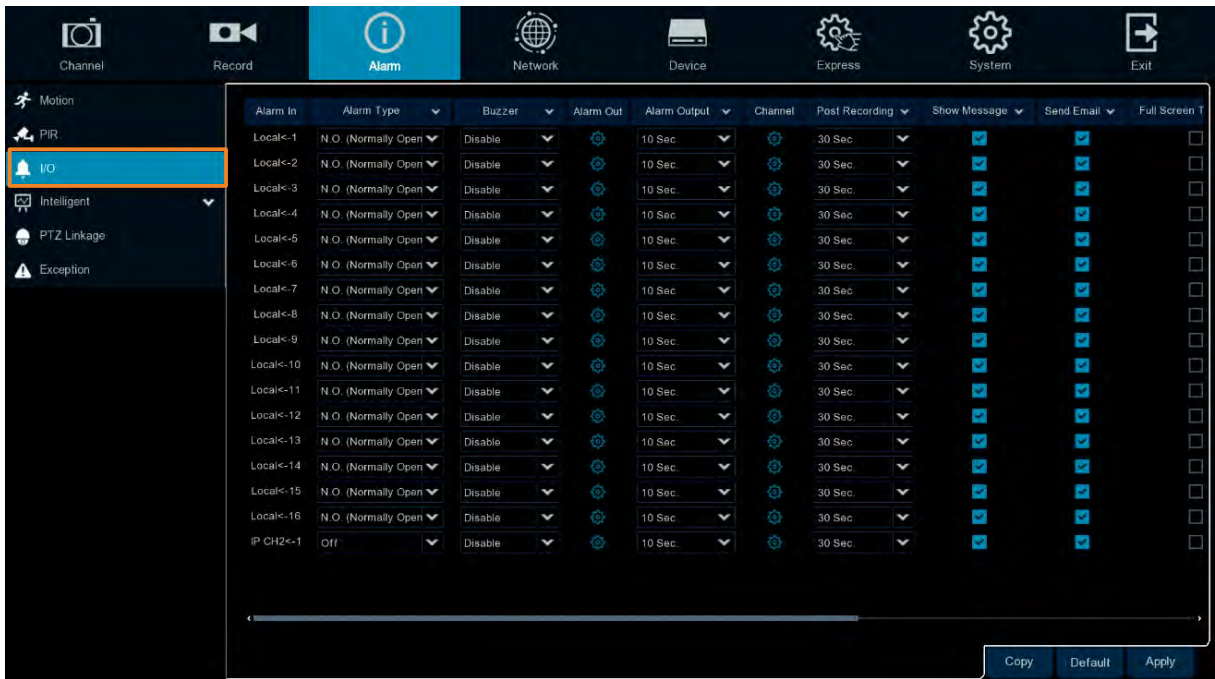 Channel Record Alarm Network Device Express System Exit
Motion
PIR
I/O
Intelligent
PTZ Linkage
Exception
Alarm In Alarm Type Buzzer Alarm Out Alarm Output Channel Post Recording Show Message Send Email Full Screen T
Local<-1 N.O. (Normally Open Disable 10 Sec. 30 Sec.
Local<-2 N.O. (Normally Open Disable 10 Sec. 30 Sec.
Local<-3 N.O. (Normally Open Disable 10 Sec. 30 Sec.
Local<-4 N.O. (Normally Open Disable 10 Sec. 30 Sec.
Local<-5 N.O. (Normally Open Disable 10 Sec. 30 Sec.
Local<-6 N.O. (Normally Open Disable 10 Sec. 30 Sec.
Local<-7 N.O. (Normally Open Disable 10 Sec. 30 Sec.
Local<-8 N.O. (Normally Open Disable 10 Sec. 30 Sec.
Local<-9 N.O. (Normally Open Disable 10 Sec. 30 Sec.
Local<-10 N.O. (Normally Open Disable 10 Sec. 30 Sec.
Local<-11 N.O. (Normally Open Disable 10 Sec. 30 Sec.
Local<-12 N.O. (Normally Open Disable 10 Sec. 30 Sec.
Local<-13 N.O. (Normally Open Disable 10 Sec. 30 Sec.
Local<-14 N.O. (Normally Open Disable 10 Sec. 30 Sec.
Local<-15 N.O. (Normally Open Disable 10 Sec. 30 Sec.
Local<-16 N.O. (Normally Open Disable 10 Sec. 30 Sec.
IP CH2<-1 Off Disable 10 Sec. 30 Sec.
Copy Default Apply